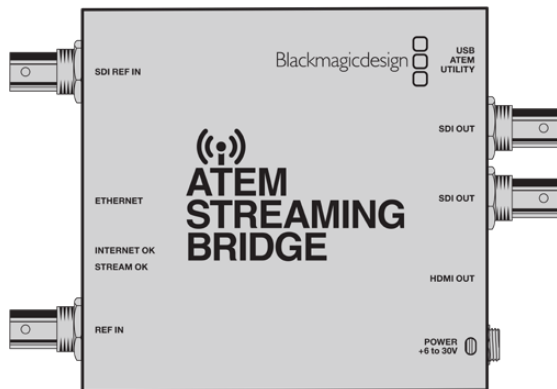 Blackmagicdesign
USB
ATEM
UTILITY
SDI REF IN
SDI OUT
ATEM
STREAMING
BRIDGE
ETHERNET
SDI OUT
INTERNET OK
STREAM OK
HDMI OUT
REF IN
POWER
+6 to 30V